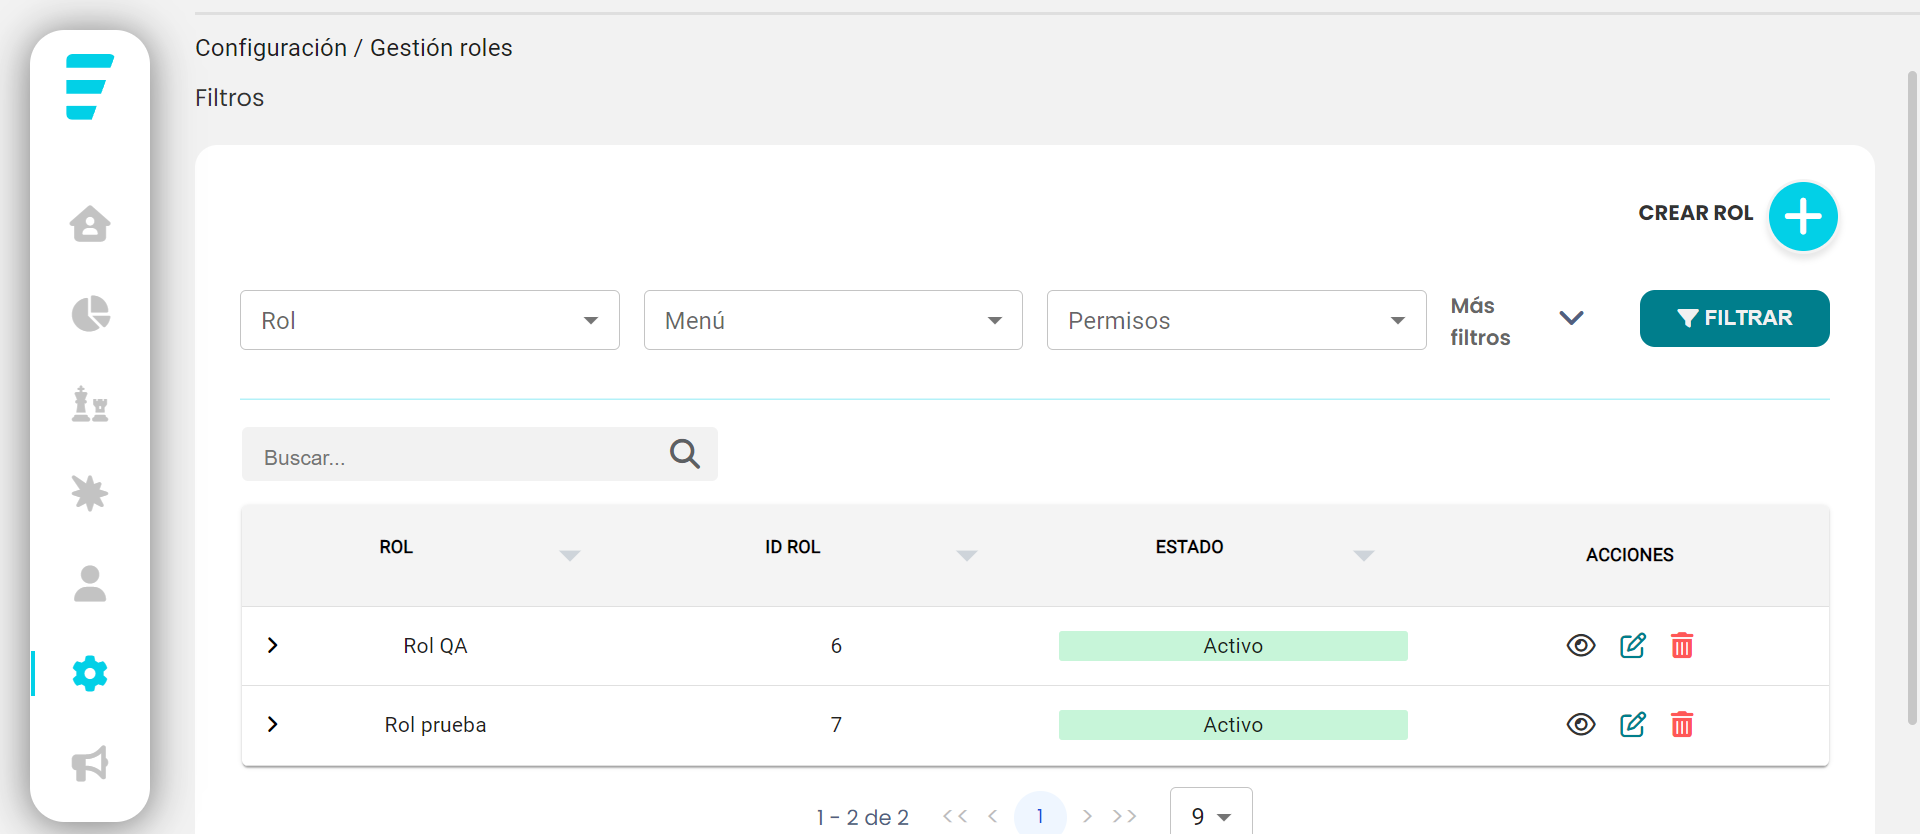 Configuración / Gestión roles
Filtros
CREAR ROL
Rol
Menú
Permisos
Más
filtros
FILTRAR
Buscar...
ROL
ID ROL
ESTADO
ACCIONES
Rol QA
6
Activo
Rol prueba
7
Activo
1 - 2 de 2
<<
<
1
>
>>
9